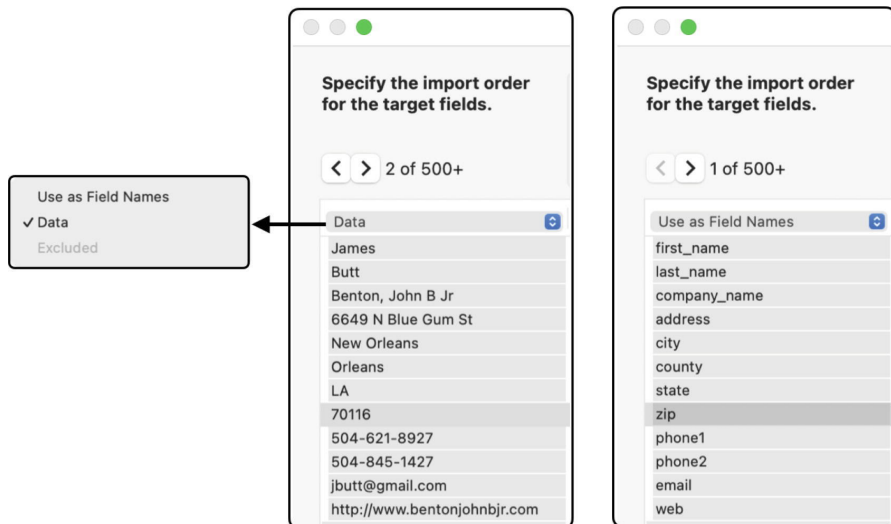 Use as Field Names
✓ Data
Excluded
Specify the import order
for the target fields.
< > 2 of 500+
Data
James
Butt
Benton, John B Jr
6649 N Blue Gum St
New Orleans
Orleans
LA
70116
504-621-8927
504-845-1427
jbutt@gmail.com
http://www.bentonjohnbjr.com
Specify the import order
for the target fields.
< > 1 of 500+
Use as Field Names
first_name
last_name
company_name
address
city
county
state
zip
phone1
phone2
email
web